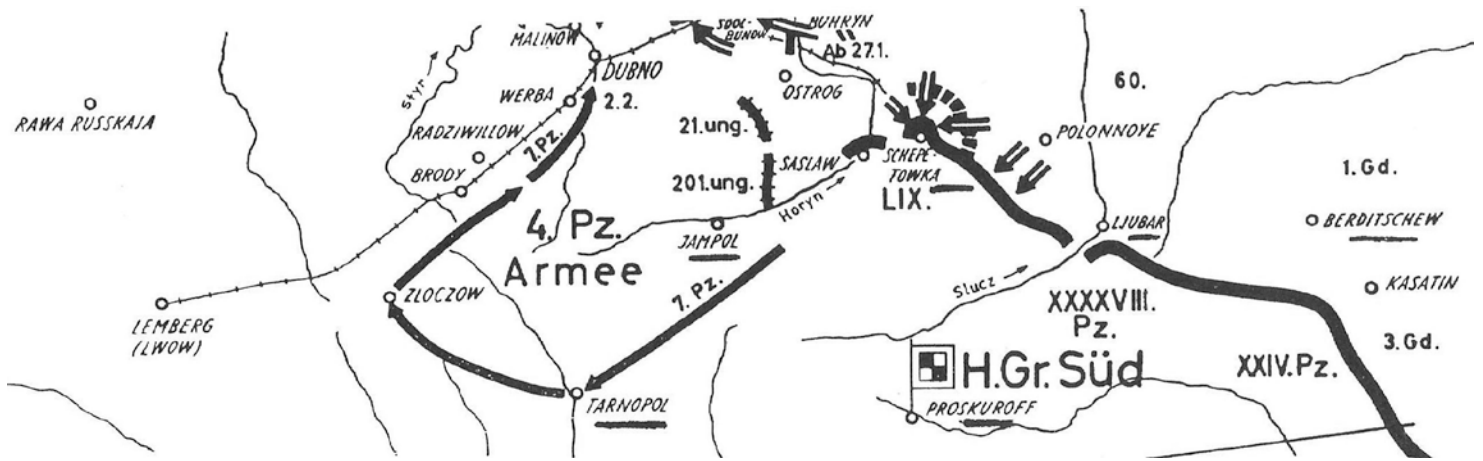 SDOL-
BUNOW
BUHRYN
Ab 27.1.
MALINOW
DUBNO
Styr
WERBA
2.2.
OSTROG
60.
RAWA RUSSKAJA
RADZIWILLOW
7.Pz.
21.ung.
POLONNOYE
BRODY
SASLAW
SCHEPE-
TOWKA
201.ung.
LIX.
1.Gd.
Horyn
4. Pz.
Armee
JAMPOL
LJUBAR
BERDITSCHEW
7. Pz.
Slucz
ZLOCZOW
KASATIN
LEMBERG
(LWOW)
XXXXVIII.
Pz.
3.Gd.
H.Gr.Süd
XXIV.Pz.
TARNOPOL
PROSKUROFF